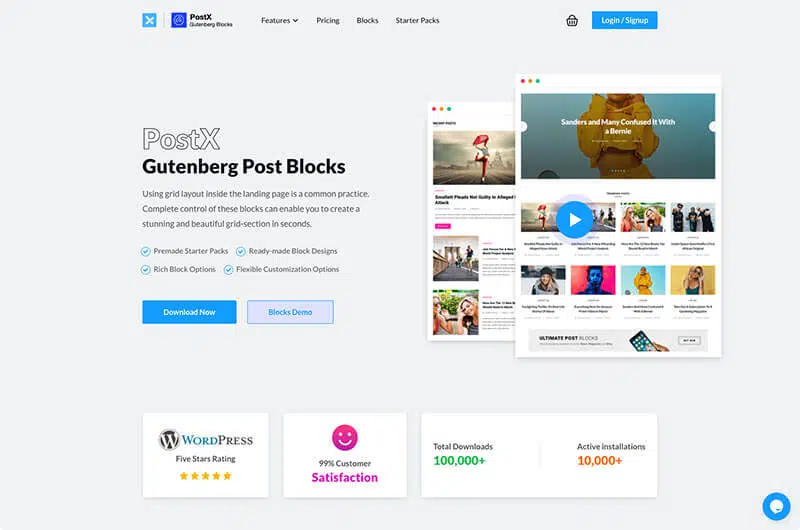 PostX
Gutenberg Blocks
Features
Pricing
Blocks
Starter Packs
Login / Signup
PostX
Gutenberg Post Blocks
Using grid layout inside the landing page is a common practice.
Complete control of these blocks can enable you to create a
stunning and beautiful grid-section in seconds.
Premade Starter Packs
Ready-made Block Designs
Rich Block Options
Flexible Customization Options
Download Now
Blocks Demo
RECENT POSTS
Smallett Pleads Not Guilty in Alleged Hoax
Attack
Sanders and Many Confused It With
a Bernie
TRENDING POSTS
ULTIMATE POST BLOCKS
WORDPRESS
Five Stars Rating
99% Customer
Satisfaction
Total Downloads
100,000+
Active installations
10,000+